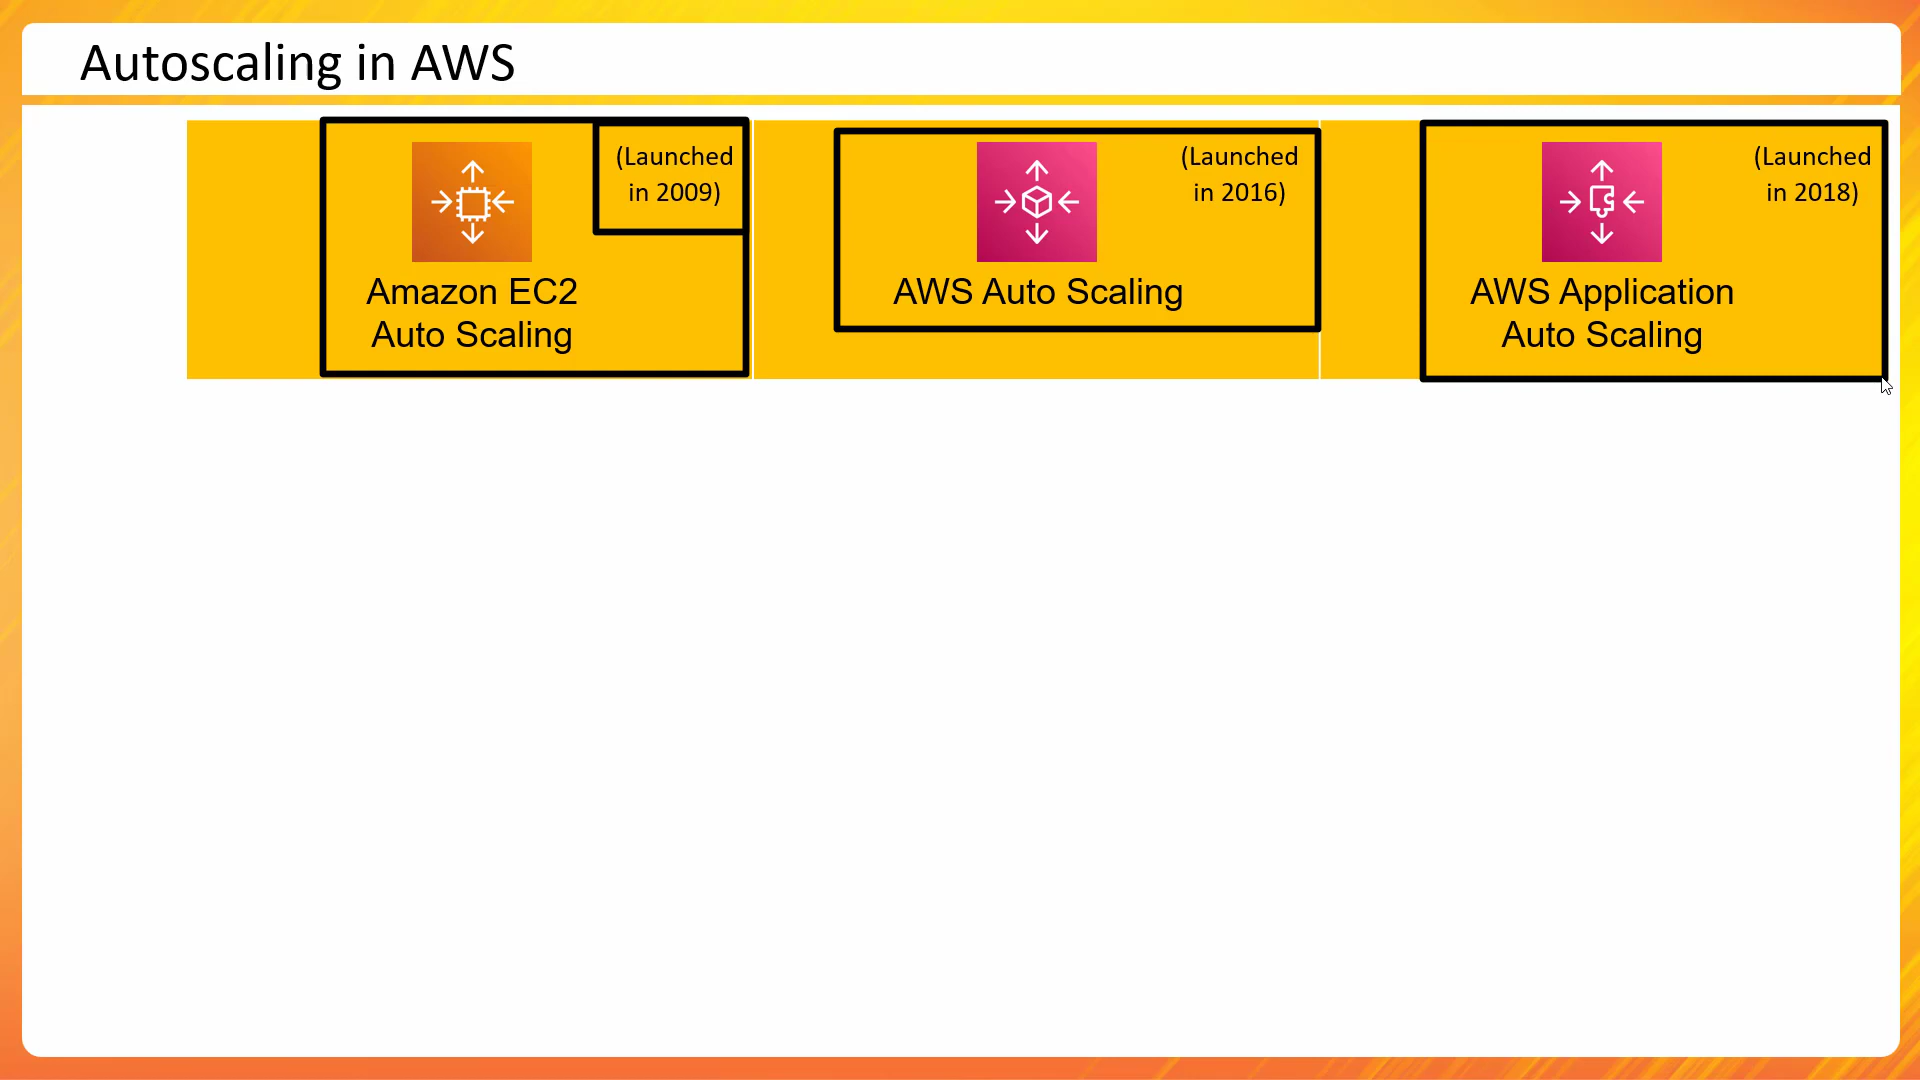 Autoscaling in AWS
(Launched
in 2009)
Amazon EC2
Auto Scaling
(Launched
in 2016)
AWS Auto Scaling
(Launched
in 2018)
AWS Application
Auto Scaling